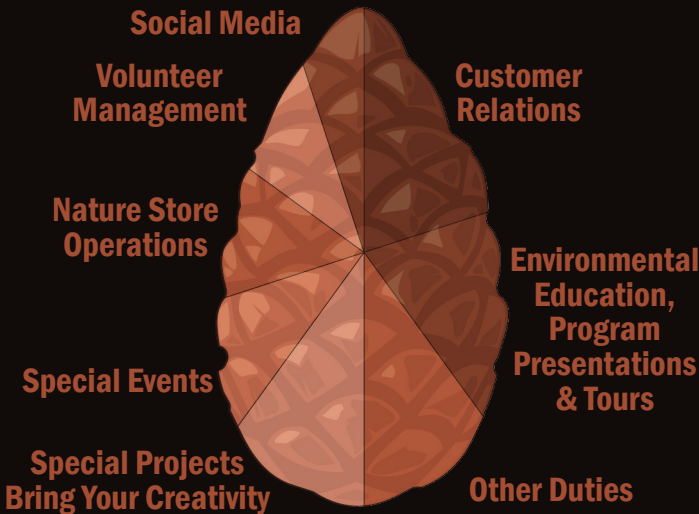 Social Media
Volunteer
Management
Customer
Relations
Nature Store
Operations
Environmental
Education,
Program
Presentations
& Tours
Special Events
Special Projects
Bring Your Creativity
Other Duties